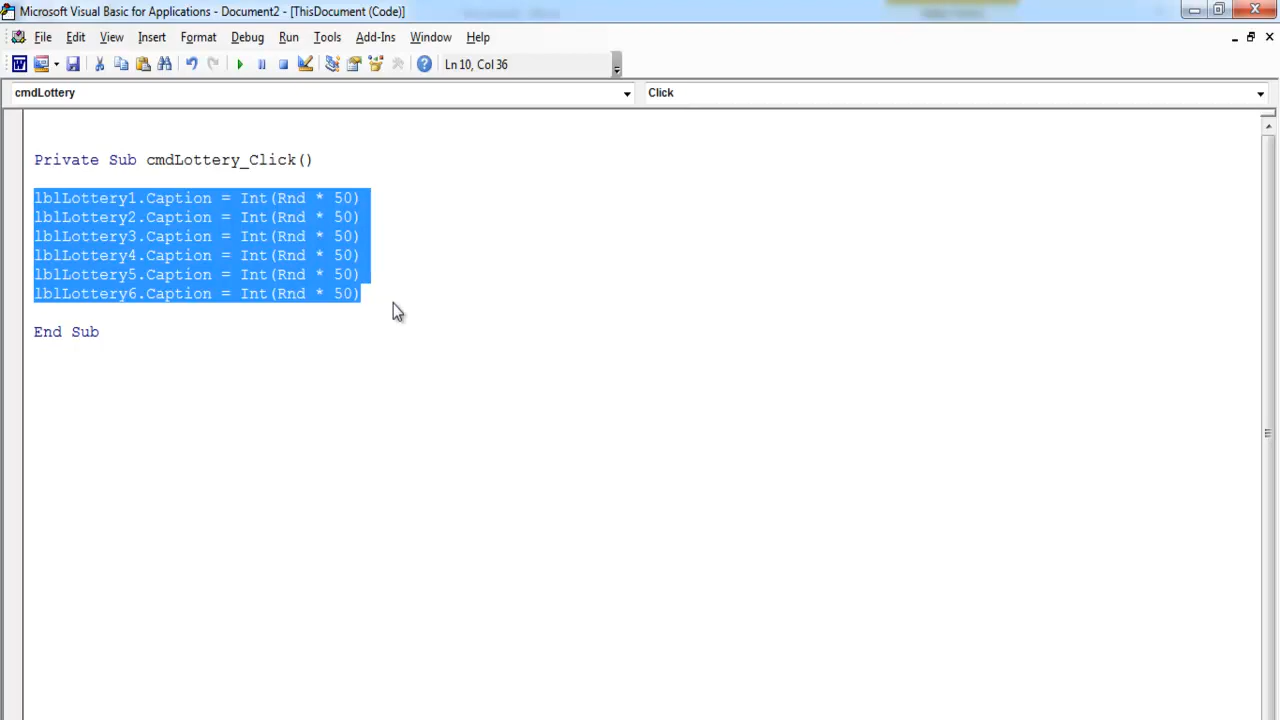 Microsoft Visual Basic for Applications - Document2 - [ThisDocument (Code)]
File Edit View Insert Format Debug Run Tools Add-Ins Window Help
Ln 10, Col 36
cmdLottery Click
Private Sub cmdLottery_Click()
lblLottery1.Caption = Int(Rnd * 50)
lblLottery2.Caption = Int(Rnd * 50)
lblLottery3.Caption = Int(Rnd * 50)
lblLottery4.Caption = Int(Rnd * 50)
lblLottery5.Caption = Int(Rnd * 50)
lblLottery6.Caption = Int(Rnd * 50)
End Sub